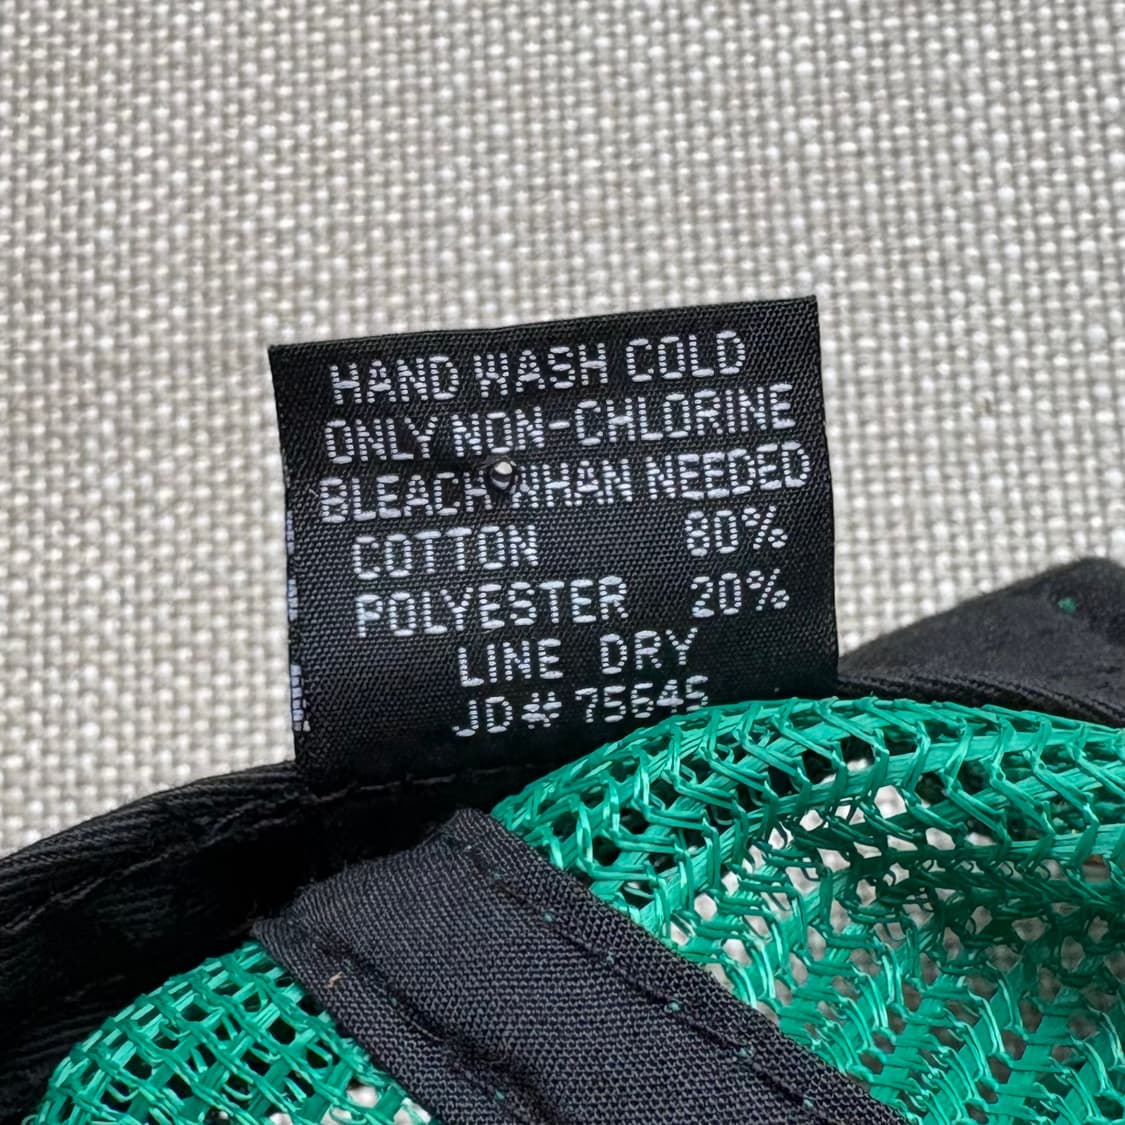 HAND WASH COLD
ONLY NON-CHLORINE
BLEACH WHAN NEEDED
COTTON 80%
POLYESTER 20%
LINE DRY
JD# 75645